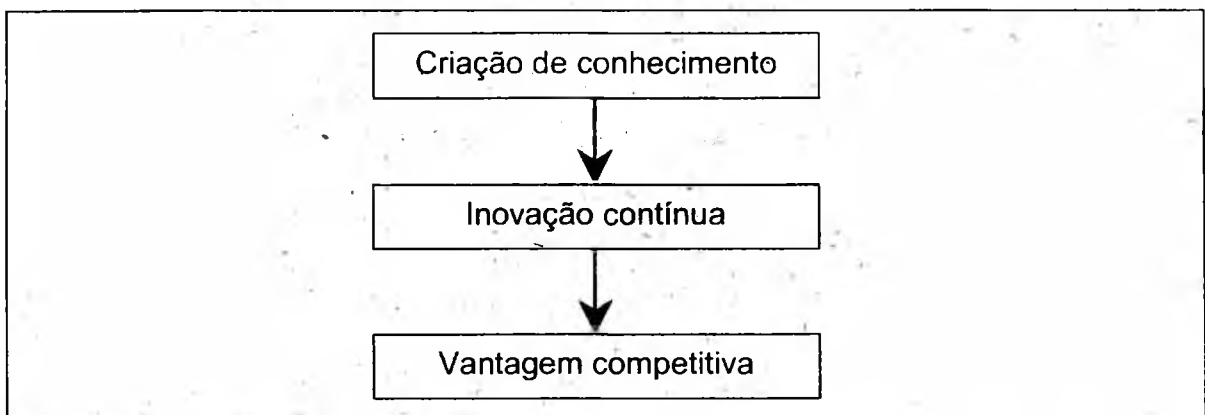 Criação de conhecimento
Inovação contínua
Vantagem competitiva